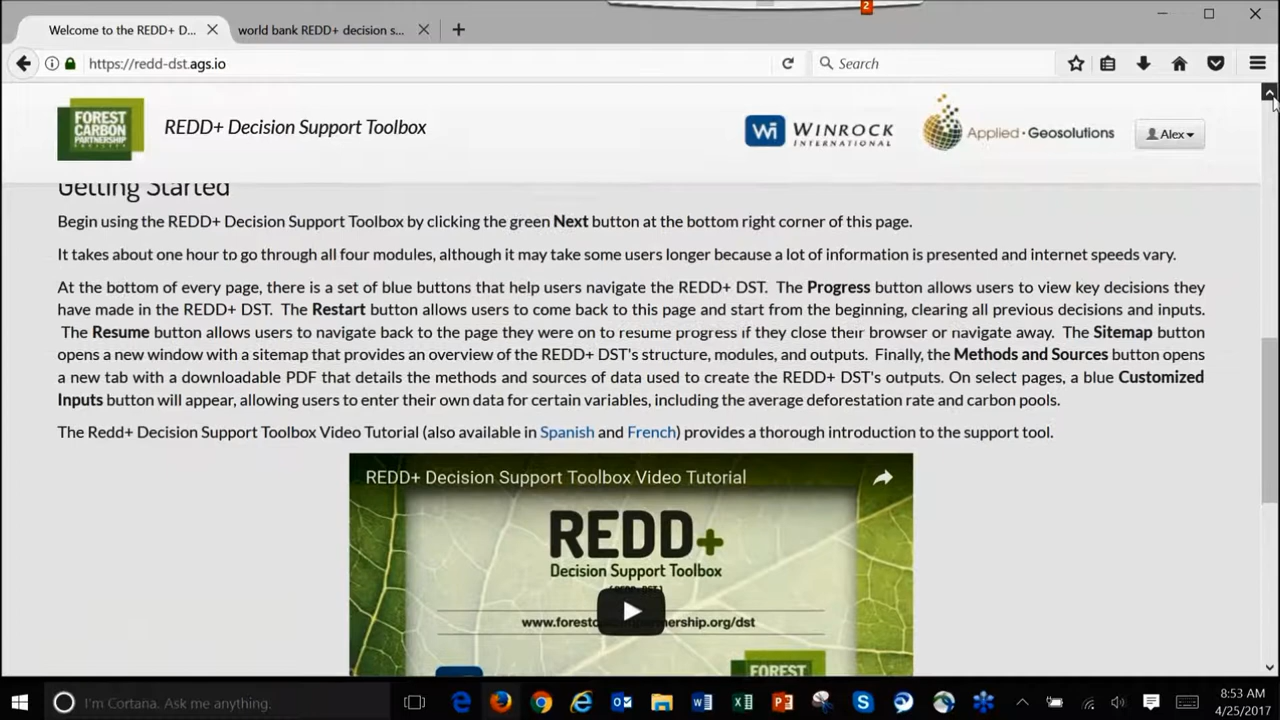 2
Welcome to the REDD+ D...
world bank REDD+ decision s...
https://redd-dst.ags.io
Search
FOREST
CARBON
PARTNERSHIP
REDD+ Decision Support Toolbox
Wi WINROCK
INTERNATIONAL
Applied·Geosolutions
Alex
Getting Started
Begin using the REDD+ Decision Support Toolbox by clicking the green Next button at the bottom right corner of this page.
It takes about one hour to go through all four modules, although it may take some users longer because a lot of information is presented and internet speeds vary.
At the bottom of every page, there is a set of blue buttons that help users navigate the REDD+ DST. The Progress button allows users to view key decisions they
have made in the REDD+ DST. The Restart button allows users to come back to this page and start from the beginning, clearing all previous decisions and inputs.
The Resume button allows users to navigate back to the page they were on to resume progress if they close their browser or navigate away. The Sitemap button
opens a new window with a sitemap that provides an overview of the REDD+ DST's structure, modules, and outputs. Finally, the Methods and Sources button opens
a new tab with a downloadable PDF that details the methods and sources of data used to create the REDD+ DST's outputs. On select pages, a blue Customized
Inputs button will appear, allowing users to enter their own data for certain variables, including the average deforestation rate and carbon pools.
The Redd+ Decision Support Toolbox Video Tutorial (also available in Spanish and French) provides a thorough introduction to the support tool.
REDD+ Decision Support Toolbox Video Tutorial
REDD+
Decision Support Toolbox
FOREST
I'm Cortana. Ask me anything.
8:53 AM
4/25/2017